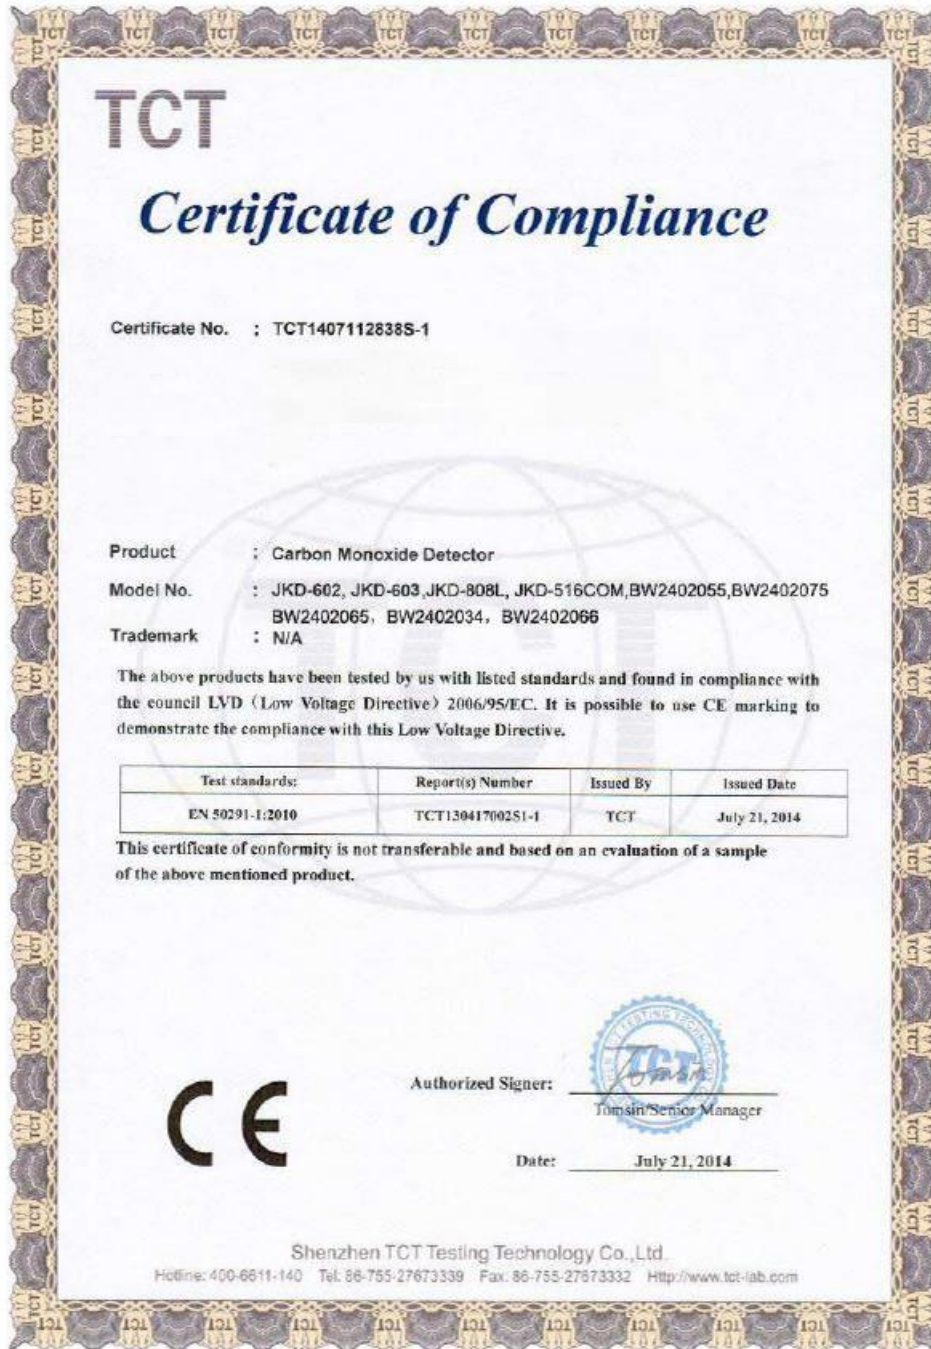 TCT
Certificate of Compliance
Certificate No. : TCT1407112838S-1
Product : Carbon Monoxide Detector
Model No. : JKD-602, JKD-603,JKD-808L, JKD-516COM,BW2402055,BW2402075
BW2402065, BW2402034, BW2402066
Trademark : N/A
The above products have been tested by us with listed standards and found in compliance with
the council LVD (Low Voltage Directive) 2006/95/EC. It is possible to use CE marking to
demonstrate the compliance with this Low Voltage Directive.
Test standards: Report(s) Number Issued By Issued Date
EN 50291-1:2010 TCT130417002S1-1 TCT July 21, 2014
This certificate of conformity is not transferable and based on an evaluation of a sample
of the above mentioned product.
TCT
Authorized Signer: Tomsin
Tomsin/Senior Manager
CE
Date: July 21, 2014
Shenzhen TCT Testing Technology Co.,Ltd.
Hotline: 400-6611-140 Tel: 86-755-27673339 Fax: 86-755-27673332 Http://www.tct-lab.com